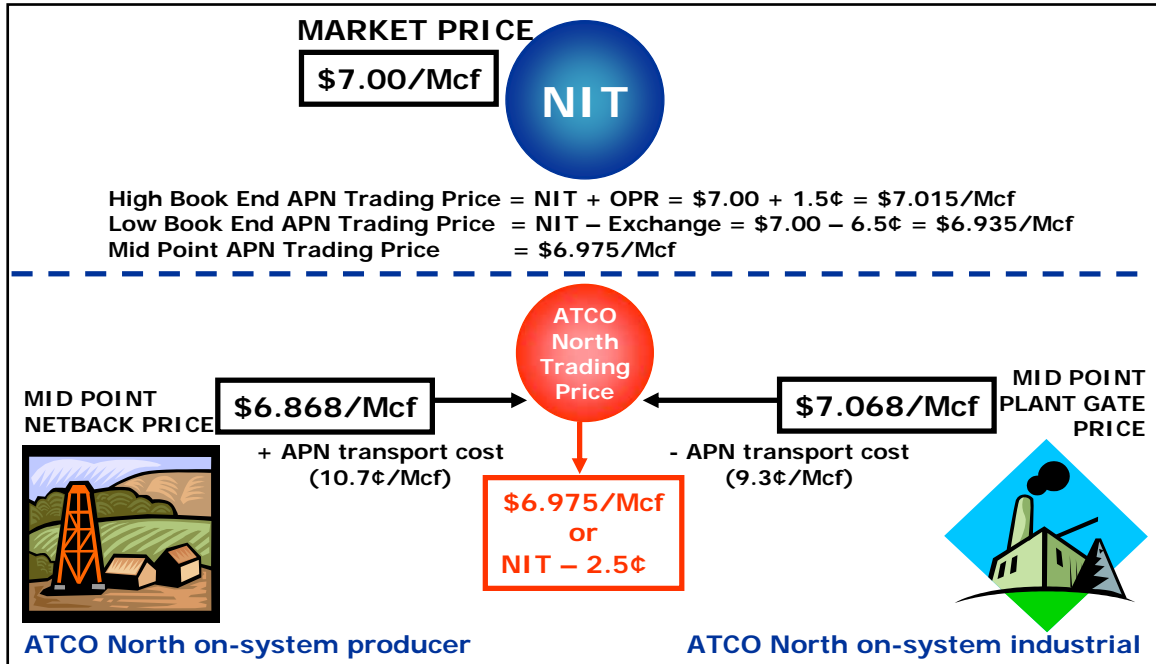 MARKET PRICE
$7.00/Mcf
NIT
High Book End APN Trading Price = NIT + OPR = $7.00 + 1.5¢ = $7.015/Mcf
Low Book End APN Trading Price = NIT – Exchange = $7.00 – 6.5¢ = $6.935/Mcf
Mid Point APN Trading Price = $6.975/Mcf
ATCO
North
Trading
Price
MID POINT
NETBACK PRICE
$6.868/Mcf
+ APN transport cost
(10.7¢/Mcf)
$7.068/Mcf
- APN transport cost
(9.3¢/Mcf)
MID POINT
PLANT GATE
PRICE
$6.975/Mcf
or
NIT – 2.5¢
ATCO North on-system producer
ATCO North on-system industrial